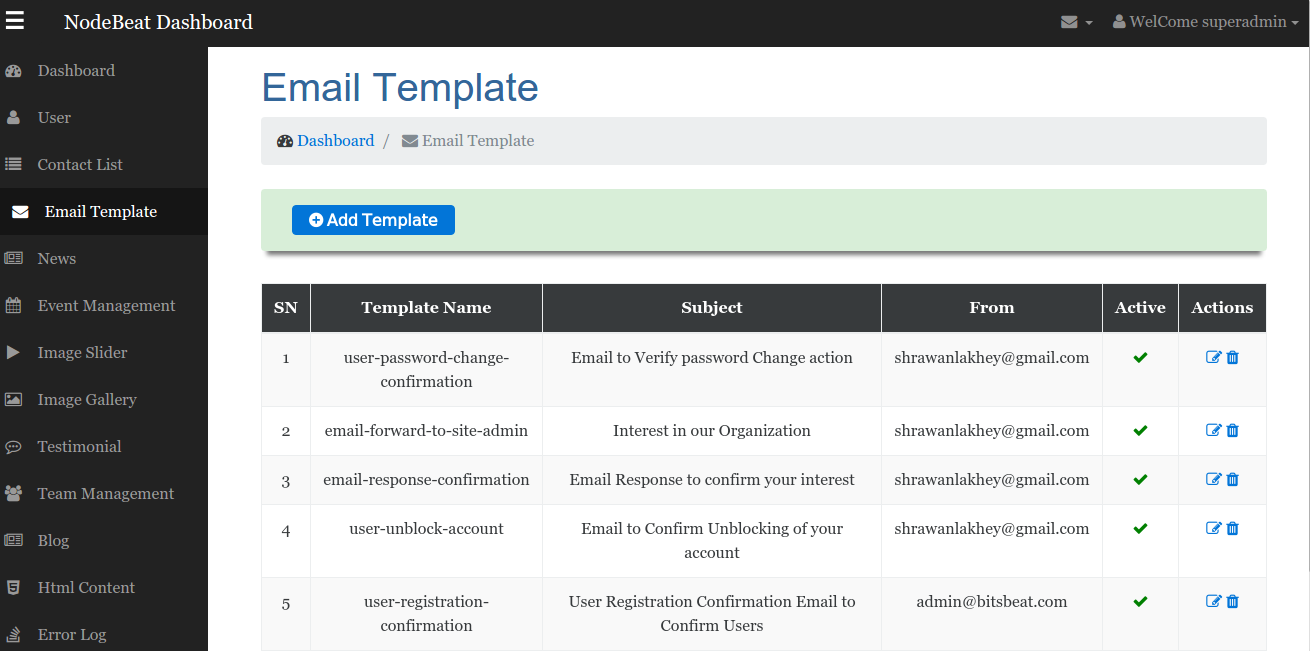 NodeBeat Dashboard
WelCome superadmin
Dashboard
User
Contact List
Email Template
News
Event Management
Image Slider
Image Gallery
Testimonial
Team Management
Blog
Html Content
Error Log
Email Template
Dashboard / Email Template
Add Template
SN Template Name Subject From Active Actions
1 user-password-change- Email to Verify password Change action shrawanlakhey@gmail.com
confirmation
2 email-forward-to-site-admin Interest in our Organization shrawanlakhey@gmail.com
3 email-response-confirmation Email Response to confirm your interest shrawanlakhey@gmail.com
4 user-unblock-account Email to Confirm Unblocking of your shrawanlakhey@gmail.com
account
5 user-registration- User Registration Confirmation Email to admin@bitsbeat.com
confirmation Confirm Users